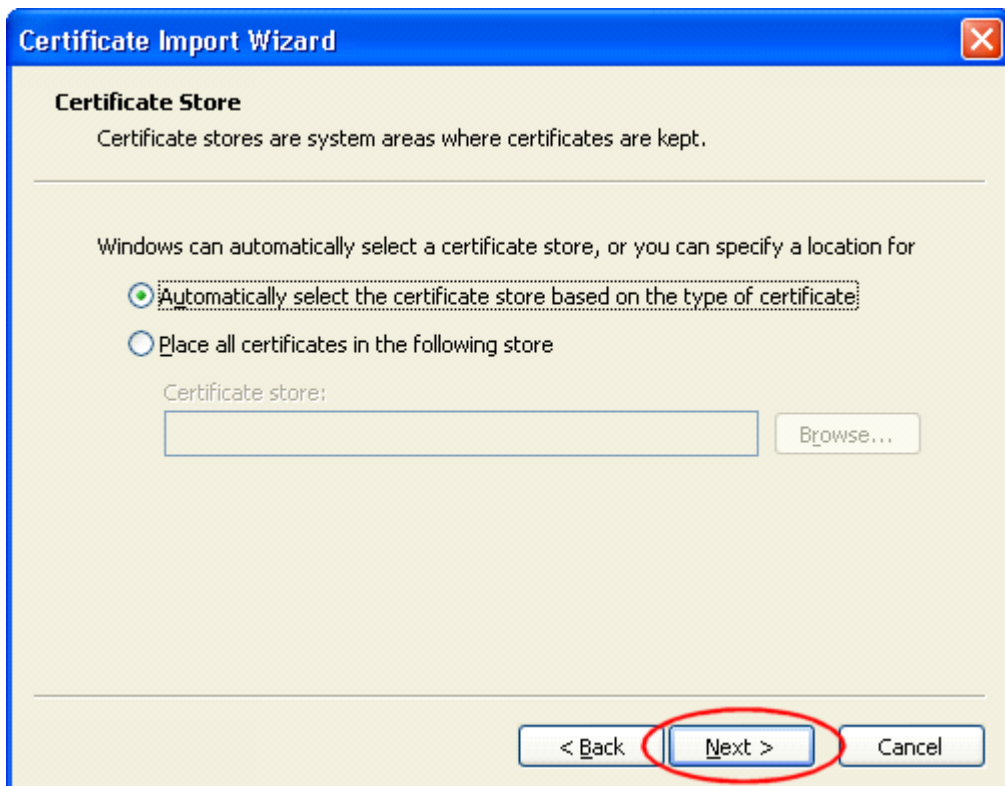 Certificate Import Wizard
Certificate Store
Certificate stores are system areas where certificates are kept.
Windows can automatically select a certificate store, or you can specify a location for
Automatically select the certificate store based on the type of certificate
Place all certificates in the following store
Certificate store:
Browse...
< Back
Next >
Cancel